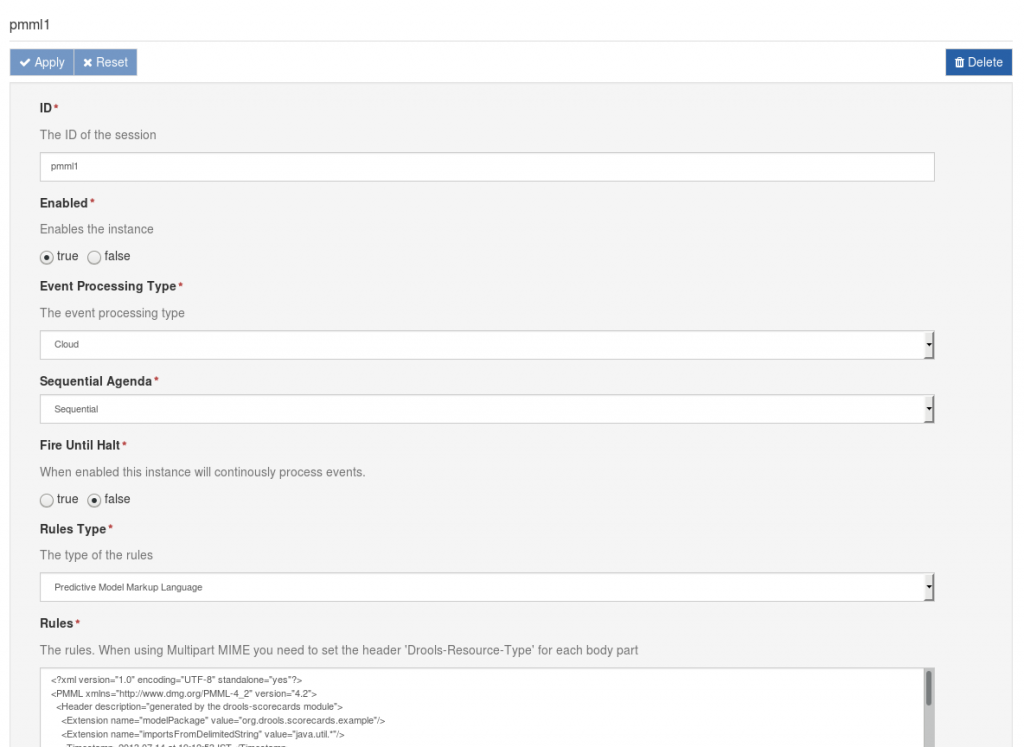 pmml1
Apply Reset Delete
ID*
The ID of the session
pmml1
Enabled*
Enables the instance
true false
Event Processing Type*
The event processing type
Cloud
Sequential Agenda*
Sequential
Fire Until Halt*
When enabled this instance will continously process events.
true false
Rules Type*
The type of the rules
Predictive Model Markup Language
Rules*
The rules. When using Multipart MIME you need to set the header 'Drools-Resource-Type' for each body part
<?xml version="1.0" encoding="UTF-8" standalone="yes"?>
<PMML xmlns="http://www.dmg.org/PMML-4_2" version="4.2">
<Header description="generated by the drools-scorecards module">
<Extension name="modelPackage" value="org.drools.scorecards.example"/>
<Extension name="importsFromDelimitedString" value="java.util.*"/>